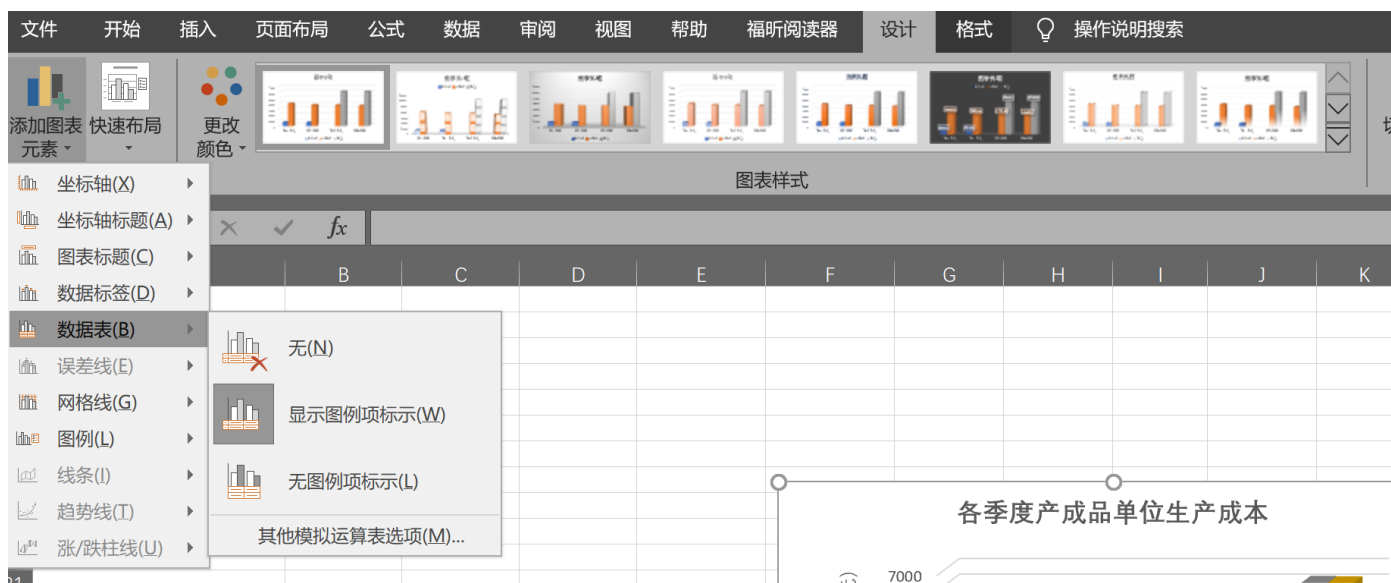 文件 开始 插入 页面布局 公式 数据 审阅 视图 帮助 福昕阅读器 设计 格式 操作说明搜索
添加图表 快速布局 更改
元素 颜色
图表样式
坐标轴(X)
fx
坐标轴标题(A)
图表标题(C)
B C D E F G H I J K
数据标签(D)
数据表(B)
无(N)
误差线(E)
网格线(G)
显示图例项标示(W)
图例(L)
线条(I)
无图例项标示(L)
趋势线(T)
各季度产成品单位生产成本
其他模拟运算表选项(M)...
涨/跌柱线(U)
7000